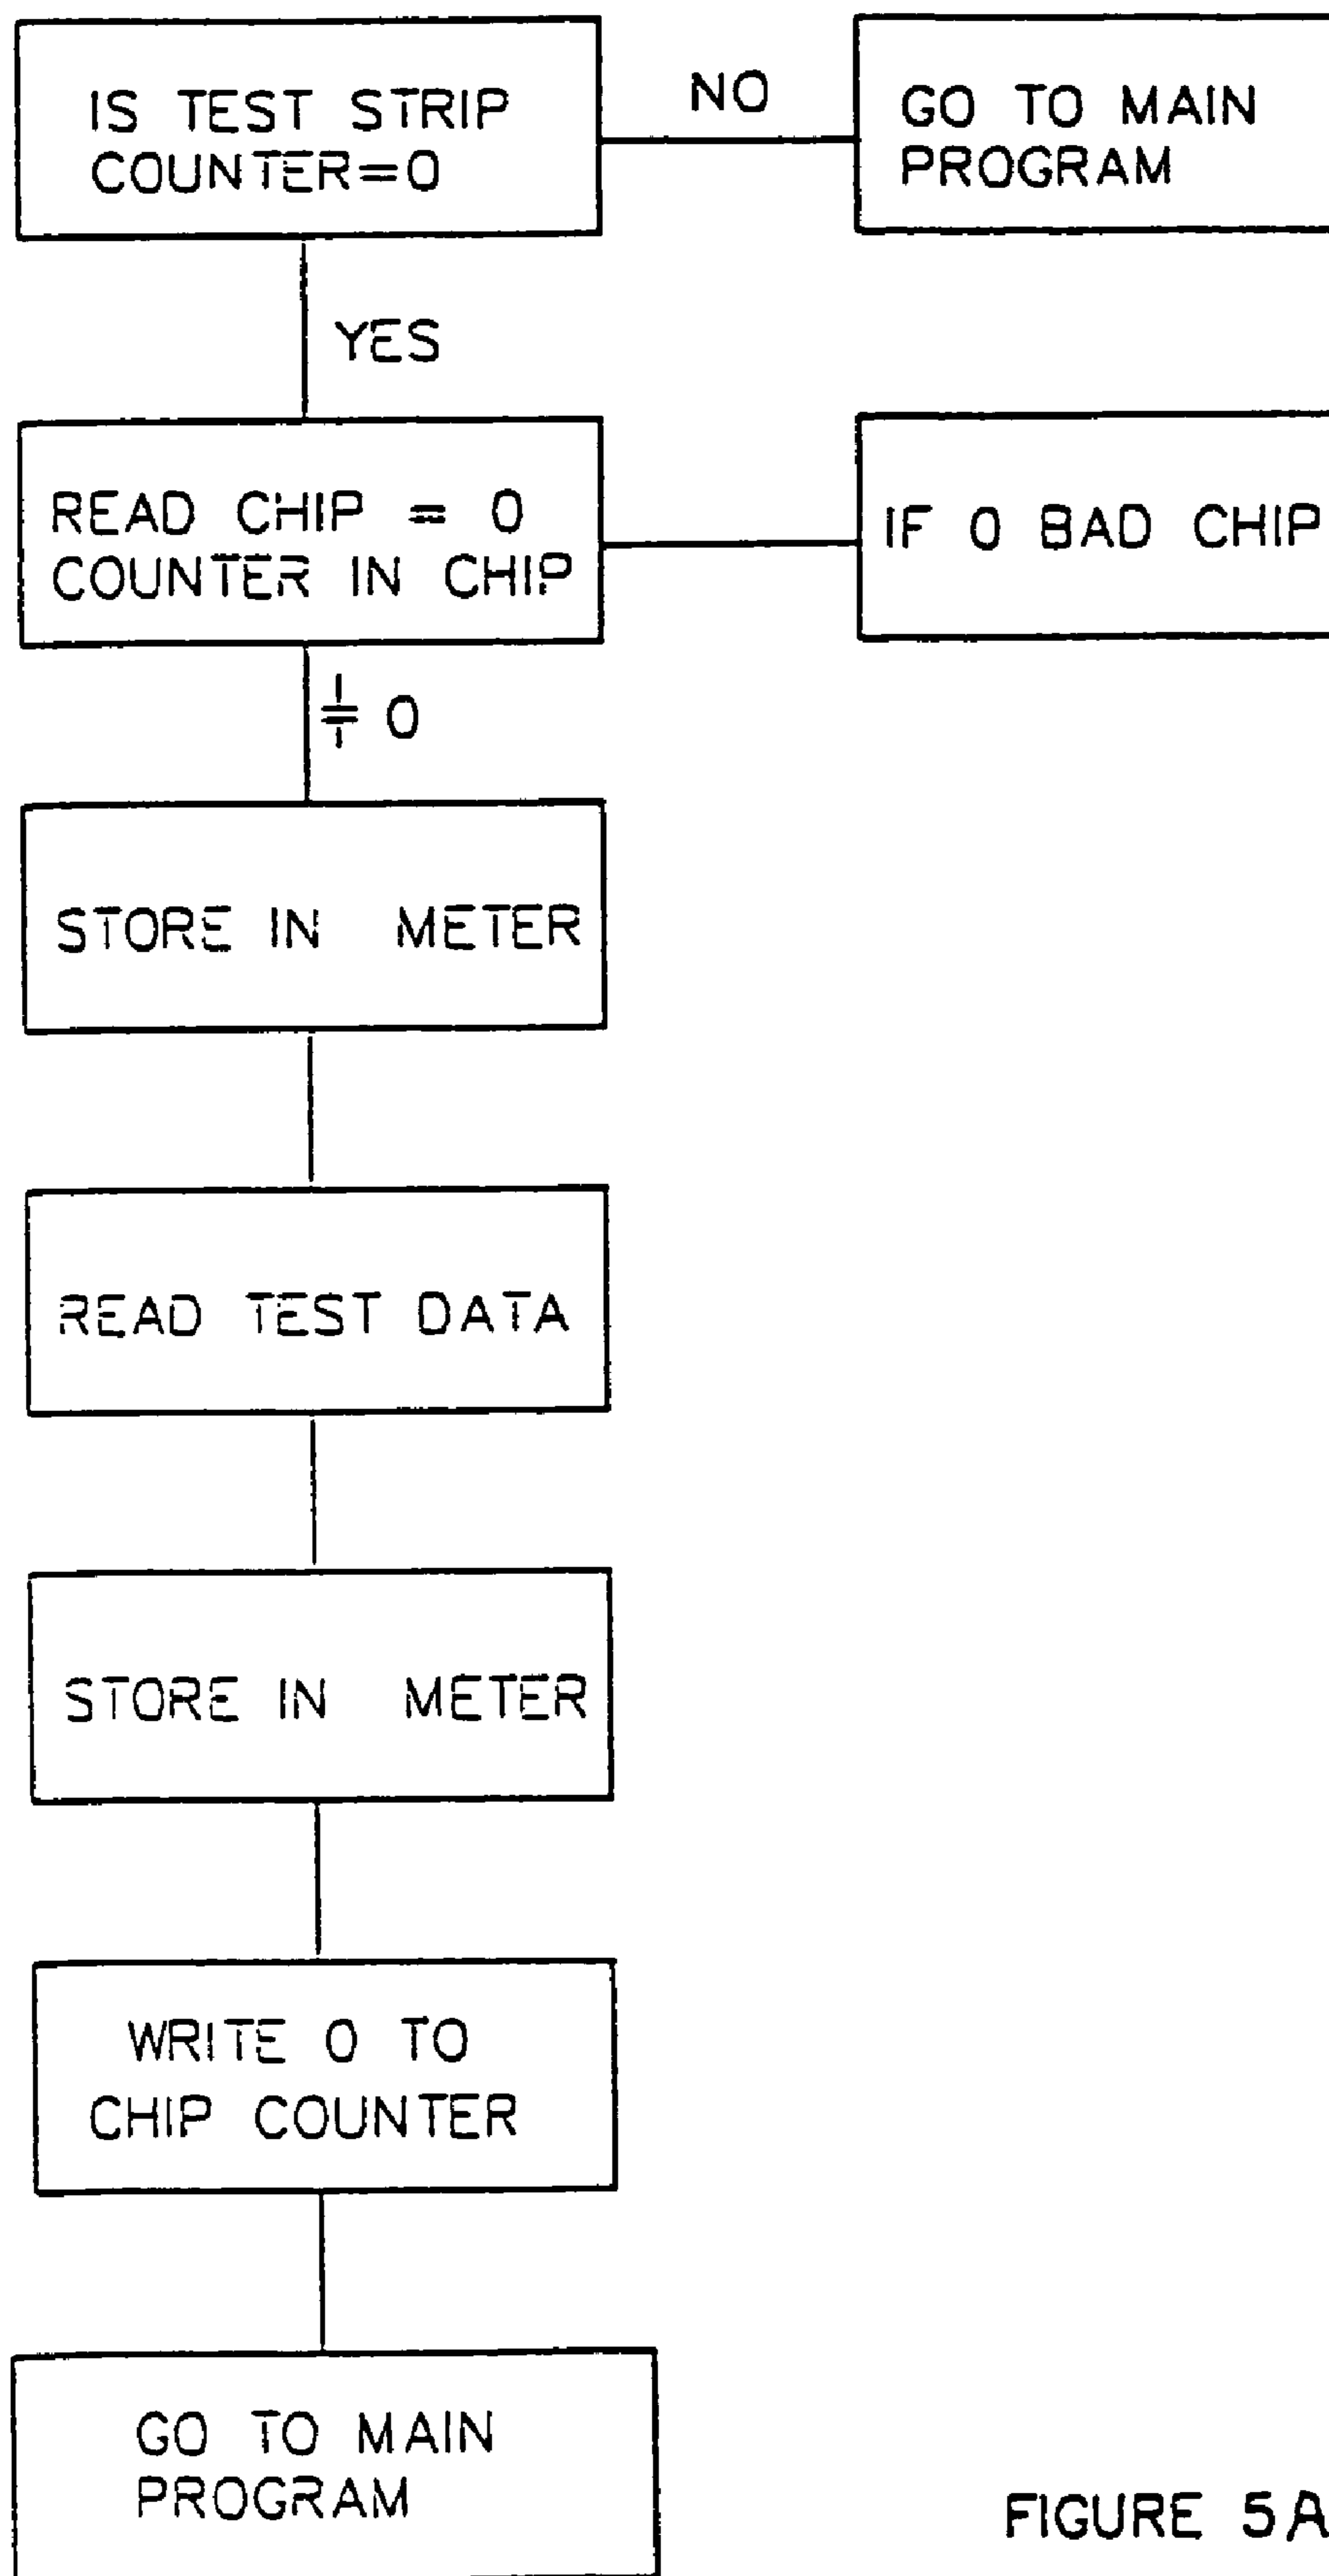 IS TEST STRIP
COUNTER=0
NO
GO TO MAIN
PROGRAM
YES
READ CHIP = 0
COUNTER IN CHIP
IF 0 BAD CHIP
≠ 0
STORE IN METER
READ TEST DATA
STORE IN METER
WRITE 0 TO
CHIP COUNTER
GO TO MAIN
PROGRAM
FIGURE 5A